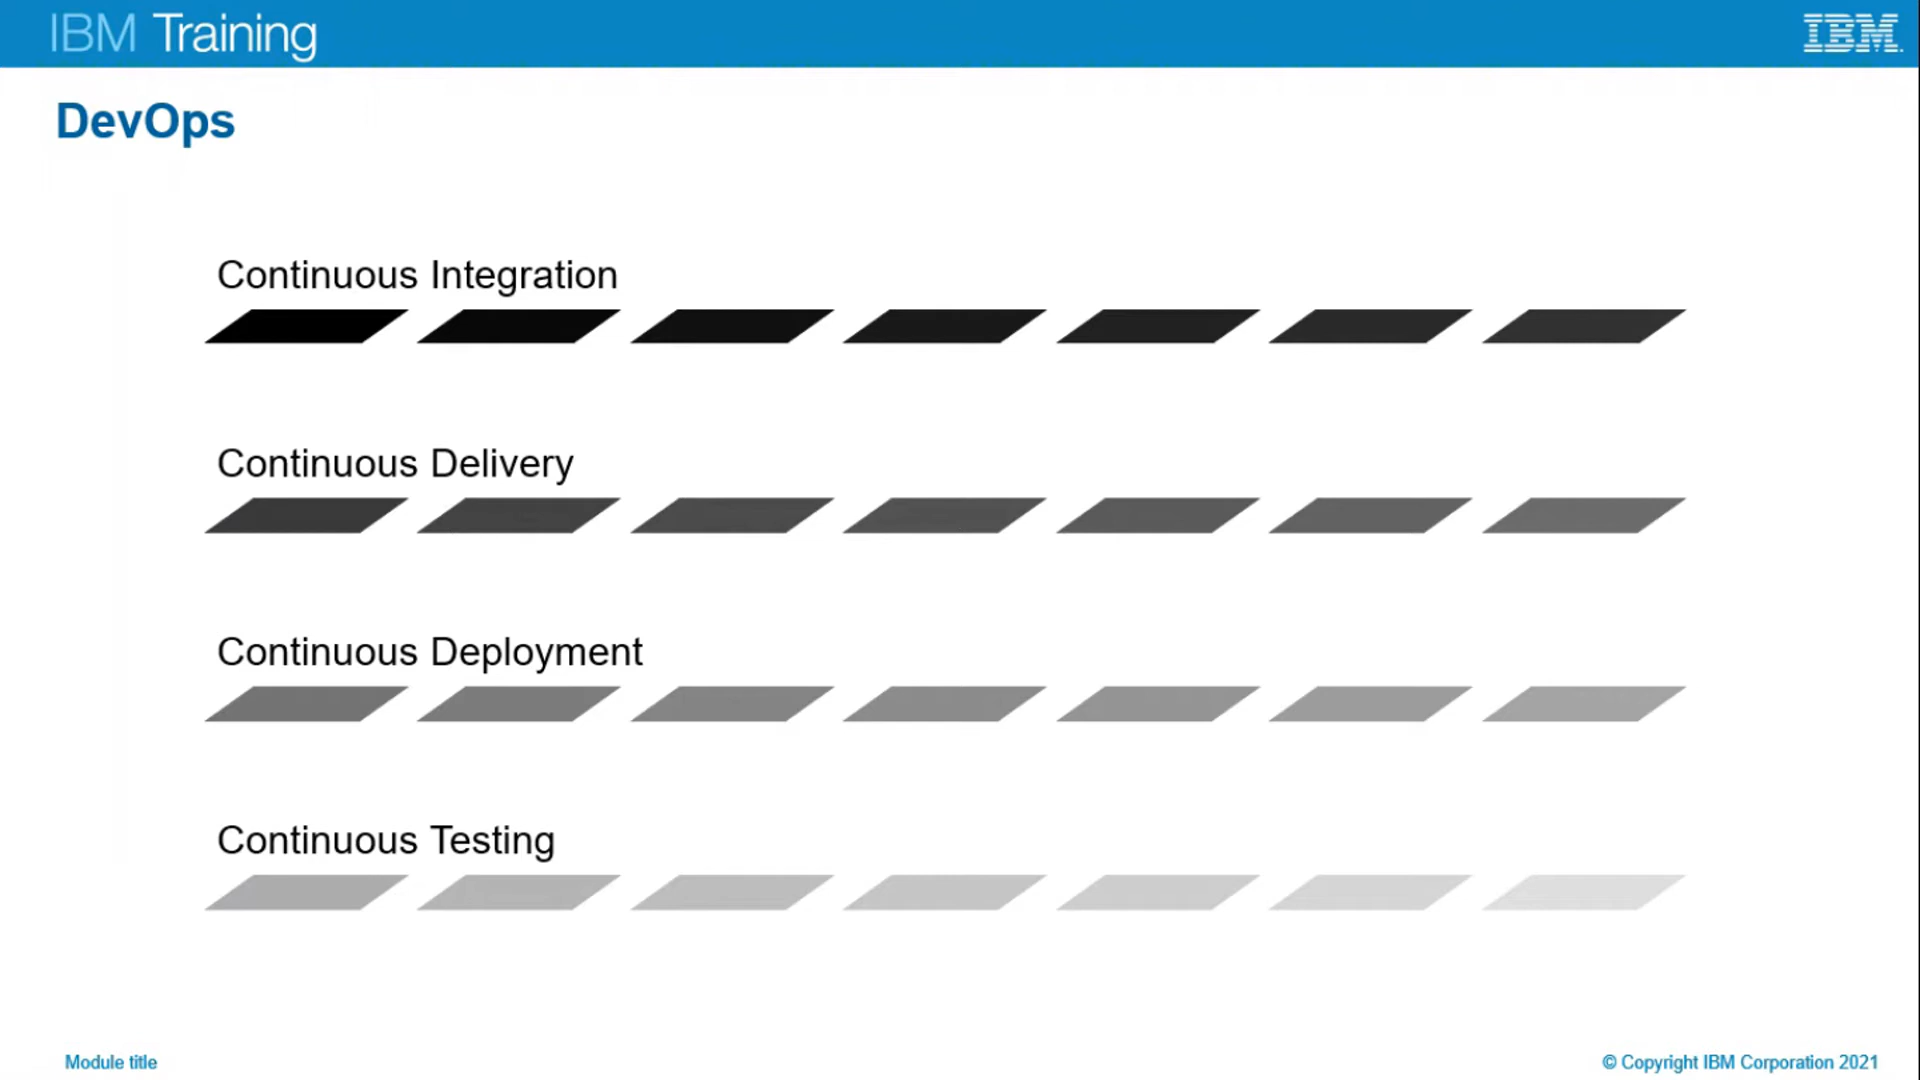 IBM Training
IBM
DevOps
Continuous Integration
Continuous Delivery
Continuous Deployment
Continuous Testing
Module title
© Copyright IBM Corporation 2021